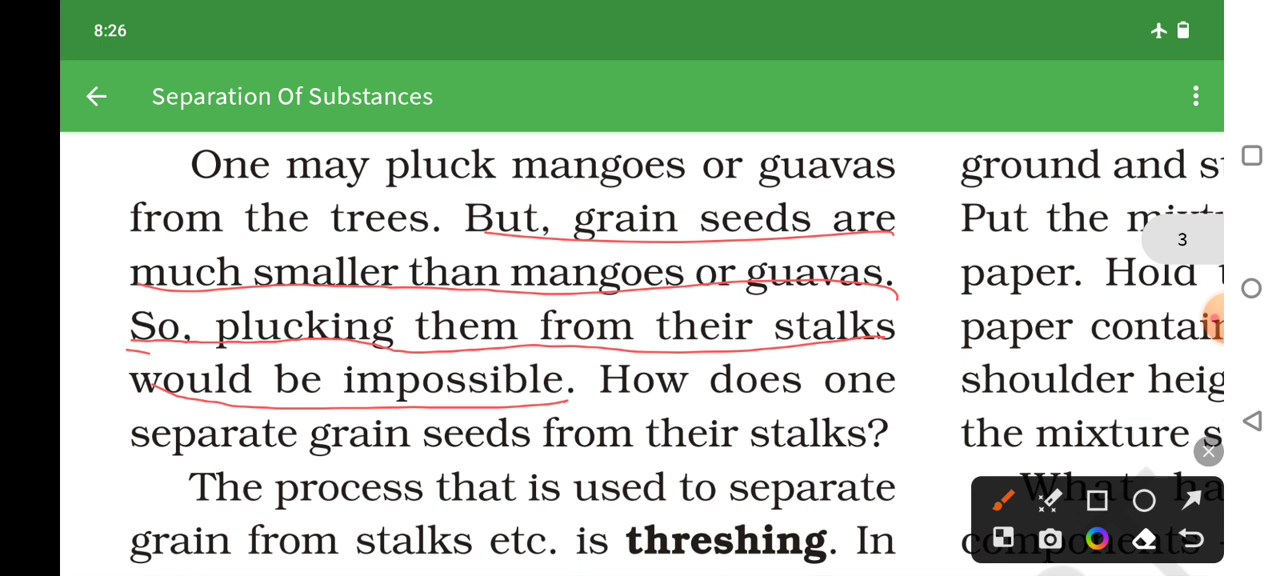 8:26
Separation Of Substances
One may pluck mangoes or guavas
from the trees. But, grain seeds are
much smaller than mangoes or guavas.
So, plucking them from their stalks
would be impossible. How does one
separate grain seeds from their stalks?
The process that is used to separate
grain from stalks etc. is threshing. In
ground and
Put the
paper. Hold
paper
shoulder
the mixture
What
components
3